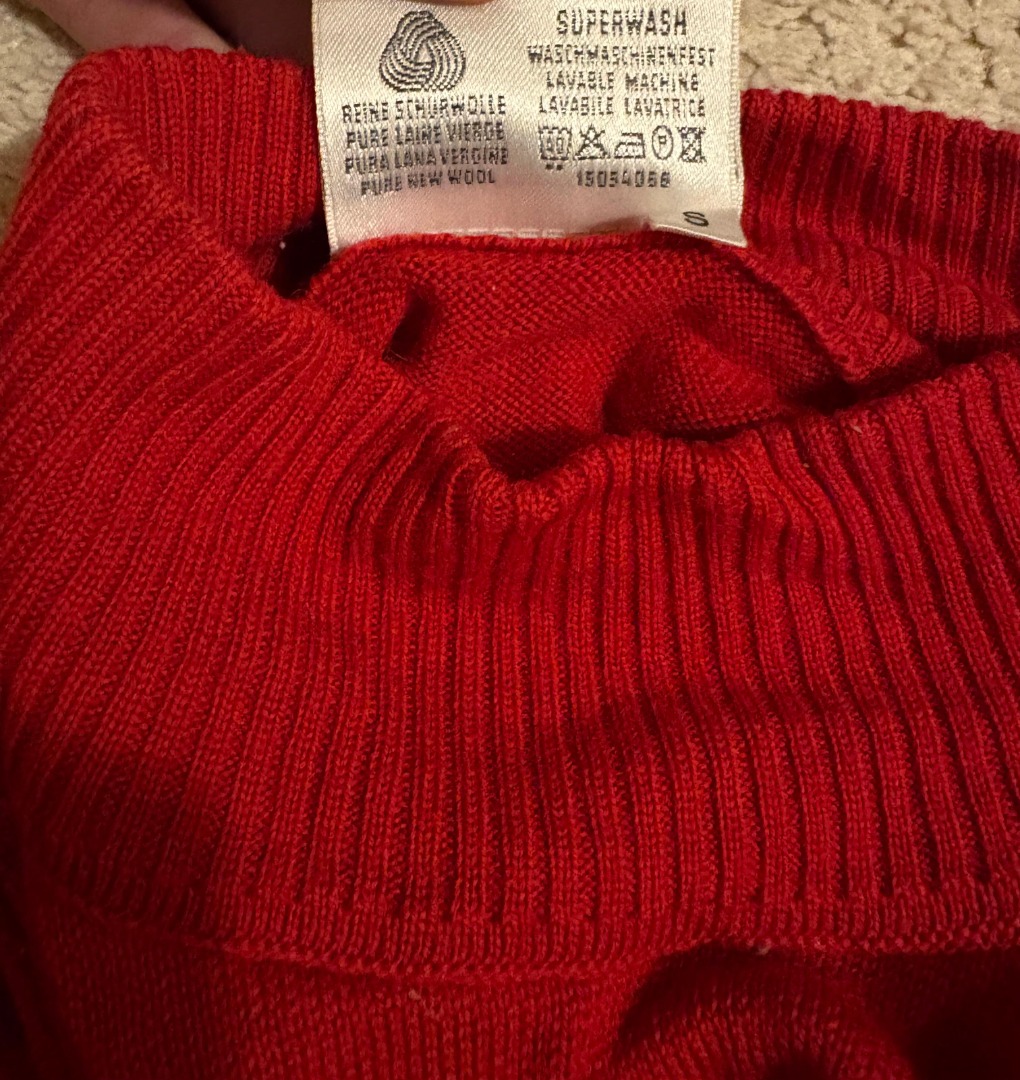 REINE SCHURWOLLE
PURE LAINE VIERGE
PURA LANA VERGINE
PURE NEW WOOL
SUPERWASH
WASCHMASCHINENFEST
LAVABLE MACHINE
LAVABILE LAVATRICE
P
15054068
S